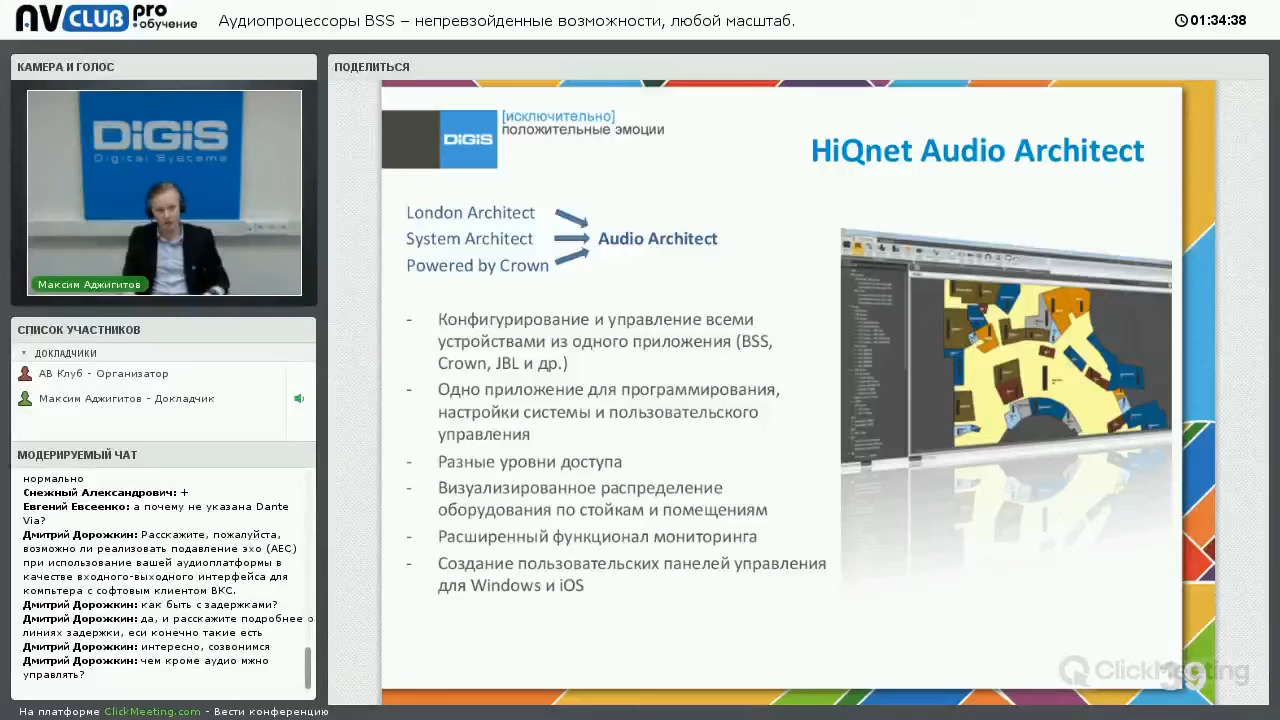 AVCLUB про
.обучение
Аудиопроцессоры BSS – непревзойденные возможности, любой масштаб.
01:34:38
КАМЕРА И ГОЛОС
DiGiS
Digital Systems
Максим Аджигитов
СПИСОК УЧАСТНИКОВ
ДОКЛАДЧИКИ
АВ Клуб - Организатор
Максим Аджигитов - Докладчик
МОДЕРИРУЕМЫЙ ЧАТ
нормально
Снежный Александрович: +
Евгений Евсеенко: а почему не указана Dante
Via?
Дмитрий Дорожкин: Расскажите, пожалуйста,
возможно ли реализовать подавление эхо (AEC)
при использование вашей аудиоплатформы в
качестве входного-выходного интерфейса для
компьтера с софтовым клиентом ВКС.
Дмитрий Дорожкин: как быть с задержками?
Дмитрий Дорожкин: да, и расскажите подробнее о
линиях задержки, еси конечно такие есть
Дмитрий Дорожкин: интересно, созвонимся
Дмитрий Дорожкин: чем кроме аудио мжно
управлять?
ПОДЕЛИТЬСЯ
DiGiS
[исключительно]
положительные эмоции
HiQnet Audio Architect
London Architect
System Architect
Powered by Crown
Audio Architect
- Конфигурирование и управление всеми
устройствами из одного приложения (BSS,
Crown, JBL и др.)
- Одно приложение для программирования,
настройки системы и пользовательского
управления
- Разные уровни доступа
- Визуализированное распределение
оборудования по стойкам и помещениям
- Расширенный функционал мониторинга
- Создание пользовательских панелей управления
для Windows и iOS
ClickMeeting
На платформе ClickMeeting.com - Вести конференцию